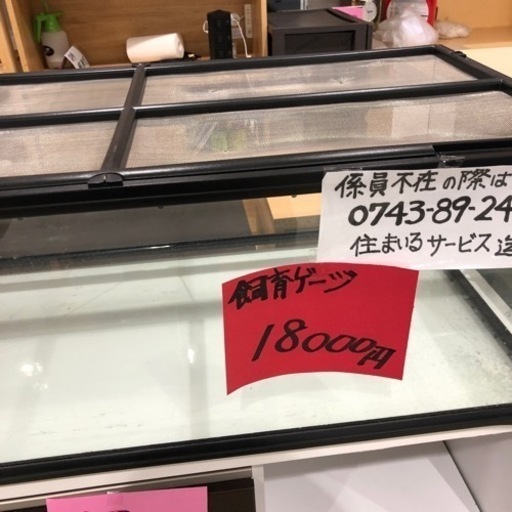 係員不在の際は
0743-89-24
住まいるサービス迄
飼育ゲージ
18000円